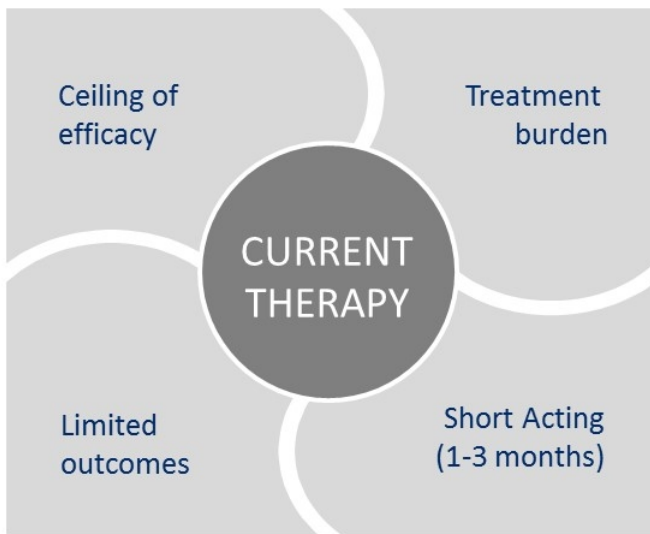 Ceiling of
efficacy
Treatment
burden
CURRENT
THERAPY
Limited
outcomes
Short Acting
(1-3 months)